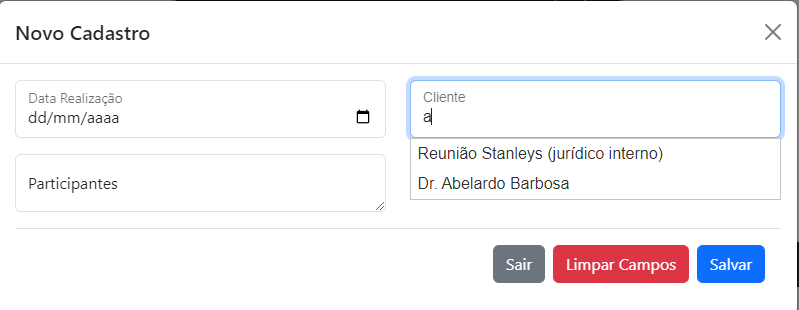 Novo Cadastro
Data Realização
dd/mm/aaaa
Cliente
a
Reunião Stanleys (jurídico interno)
Dr. Abelardo Barbosa
Participantes
Sair
Limpar Campos
Salvar